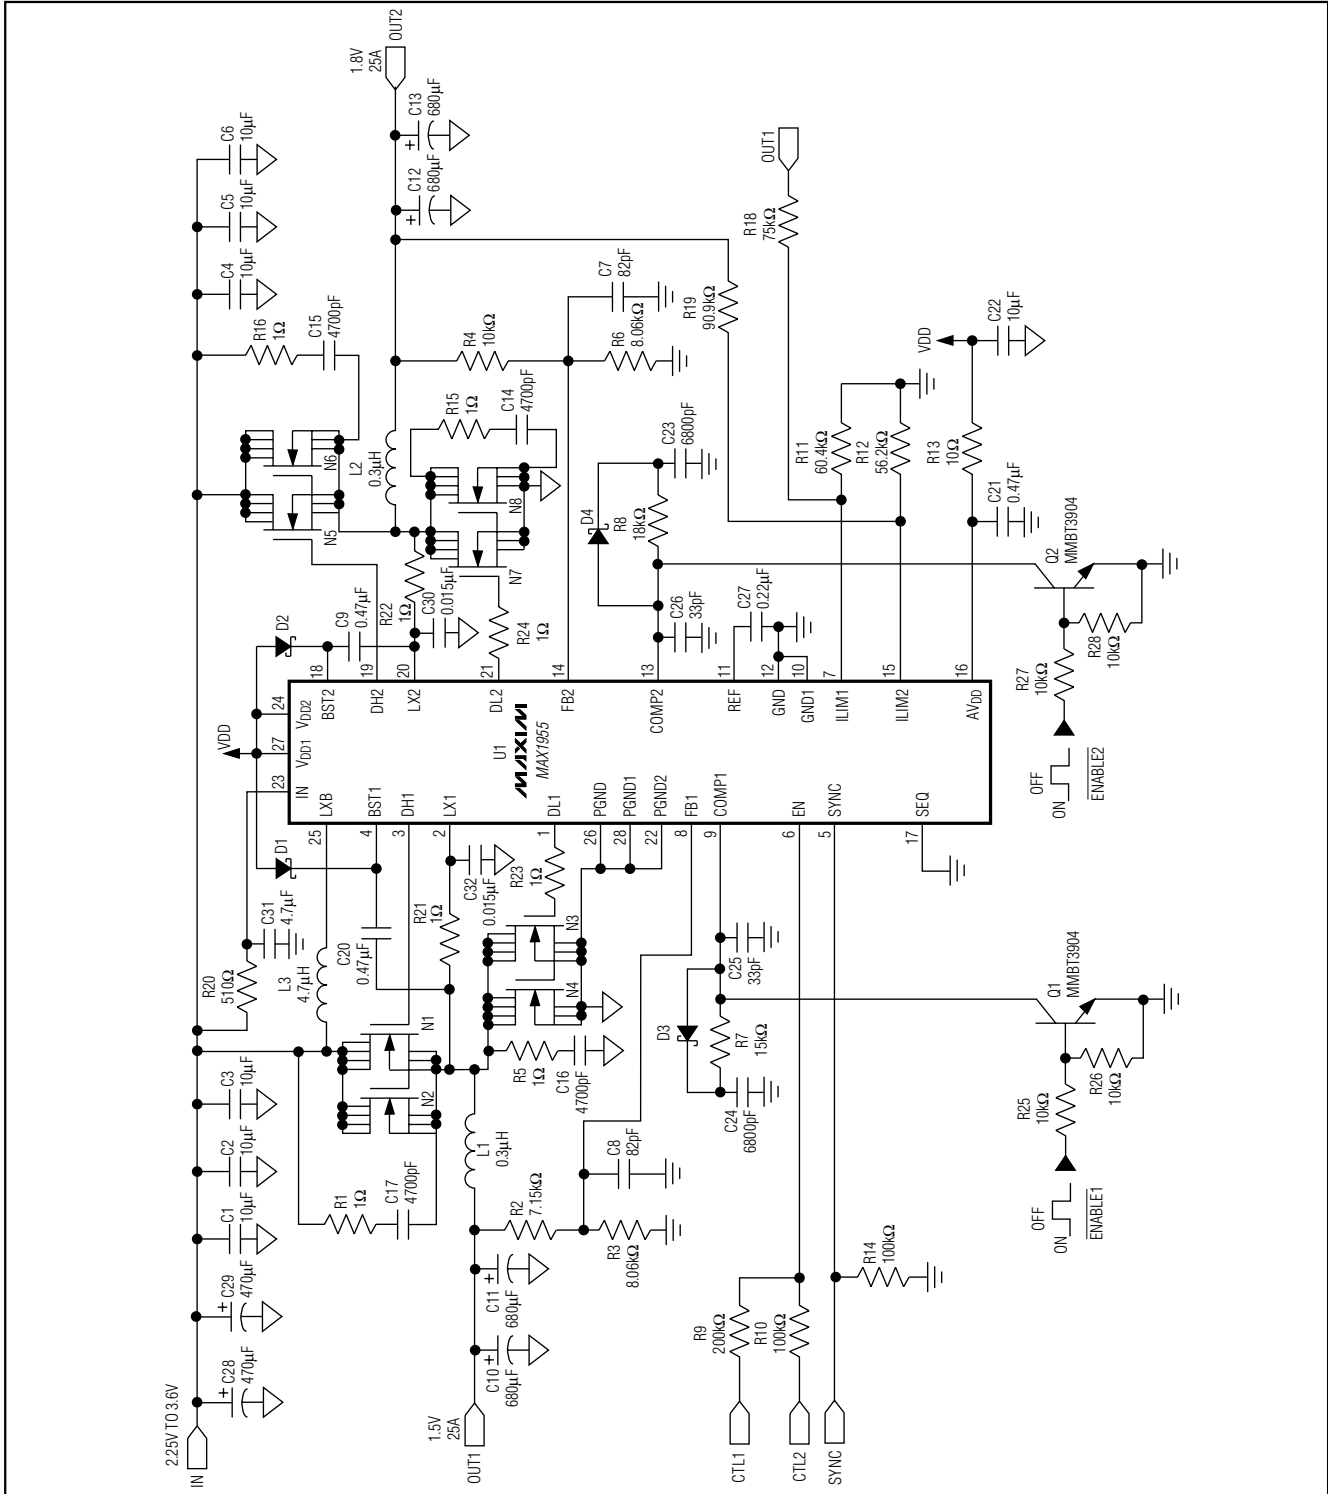 IN
2.25V TO 3.6V
C28
470µF
C29
470µF
C1
10µF
C2
10µF
C3
10µF
C4
10µF
C5
10µF
C6
10µF
R1
1Ω
C17
4700pF
N2
N1
R20
510Ω
C31
4.7µF
L3
4.7µH
C20
0.47µF
D1
VDD
D2
C9
0.47µF
R22
1Ω
C30
0.015µF
N5
N6
R16
1Ω
C15
4700pF
L2
0.3µH
R15
1Ω
C14
4700pF
N7
N8
R24
1Ω
1.8V
25A
OUT2
C12
680µF
C13
680µF
R4
10kΩ
R6
8.06kΩ
C7
82pF
OUT1
1.5V
25A
C10
680µF
C11
680µF
L1
0.3µH
R2
7.15kΩ
R3
8.06kΩ
C8
82pF
R5
1Ω
C16
4700pF
N4
N3
R21
1Ω
C32
0.015µF
R23
1Ω
23
IN
27
VDD1
24
VDD2
25
LXB
4
BST1
3
DH1
2
LX1
1
DL1
26
PGND
28
PGND1
22
PGND2
8
FB1
9
COMP1
6
EN
5
SYNC
17
SEQ
U1
MAXIM
MAX1955
18
BST2
19
DH2
20
LX2
21
DL2
14
FB2
13
COMP2
11
REF
12
GND
10
GND1
7
ILIM1
15
ILIM2
16
AVDD
C24
6800pF
D3
R7
15kΩ
C25
33pF
C26
33pF
D4
R8
18kΩ
C23
6800pF
C27
0.22µF
R19
90.9kΩ
R18
75kΩ
OUT1
R11
60.4kΩ
R12
56.2kΩ
R13
10Ω
C21
0.47µF
VDD
C22
10µF
CTL1
R9
200kΩ
CTL2
R10
100kΩ
SYNC
R14
100kΩ
ON
OFF
ENABLE1
R25
10kΩ
R26
10kΩ
Q1
MMBT3904
ON
OFF
ENABLE2
R27
10kΩ
R28
10kΩ
Q2
MMBT3904